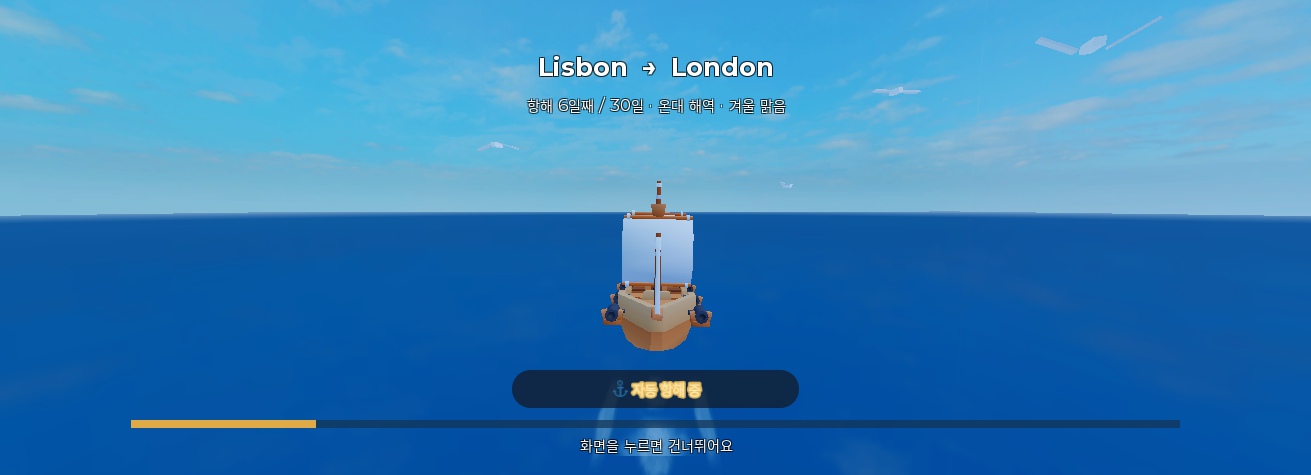 Lisbon → London
항해 6일째 / 30일 · 온대 해역 · 겨울 맑음
⚓ 자동 항해 중
화면을 누르면 건너뛰어요